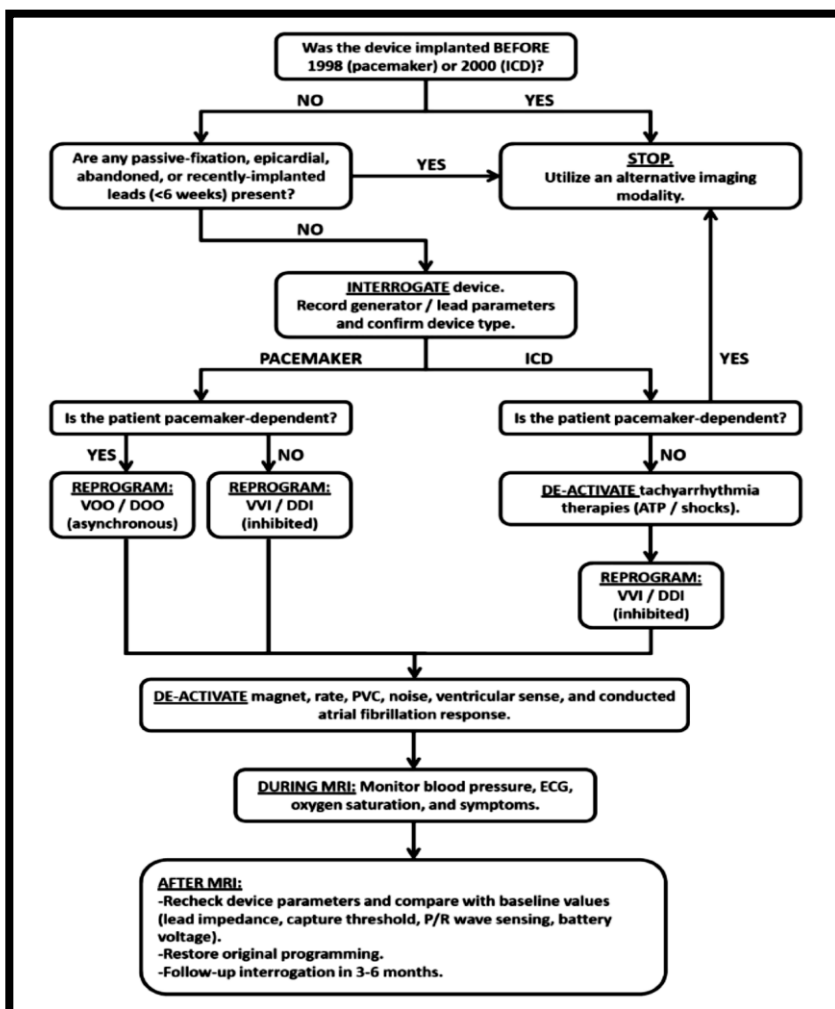 Was the device implanted BEFORE
1998 (pacemaker) or 2000 (ICD)?
NO
YES
Are any passive-fixation, epicardial,
abandoned, or recently-implanted
leads (<6 weeks) present?
YES
STOP.
Utilize an alternative imaging
modality.
NO
INTERROGATE device.
Record generator / lead parameters
and confirm device type.
PACEMAKER
ICD
YES
Is the patient pacemaker-dependent?
Is the patient pacemaker-dependent?
YES
NO
NO
REPROGRAM:
VOO / DOO
(asynchronous)
REPROGRAM:
VVI / DDI
(inhibited)
DE-ACTIVATE tachyarrhythmia
therapies (ATP / shocks).
REPROGRAM:
VVI / DDI
(inhibited)
DE-ACTIVATE magnet, rate, PVC, noise, ventricular sense, and conducted
atrial fibrillation response.
DURING MRI: Monitor blood pressure, ECG,
oxygen saturation, and symptoms.
AFTER MRI:
-Recheck device parameters and compare with baseline values
(lead impedance, capture threshold, P/R wave sensing, battery
voltage).
-Restore original programming.
-Follow-up interrogation in 3-6 months.